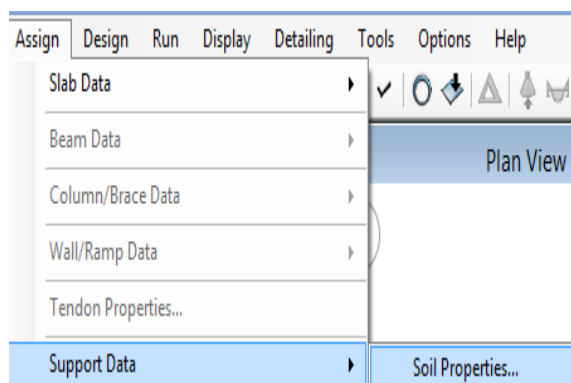 Assign Design Run Display Detailing Tools Options Help
Slab Data
Beam Data
Plan View
Column/Brace Data
Wall/Ramp Data
Tendon Properties...
Support Data
Soil Properties...